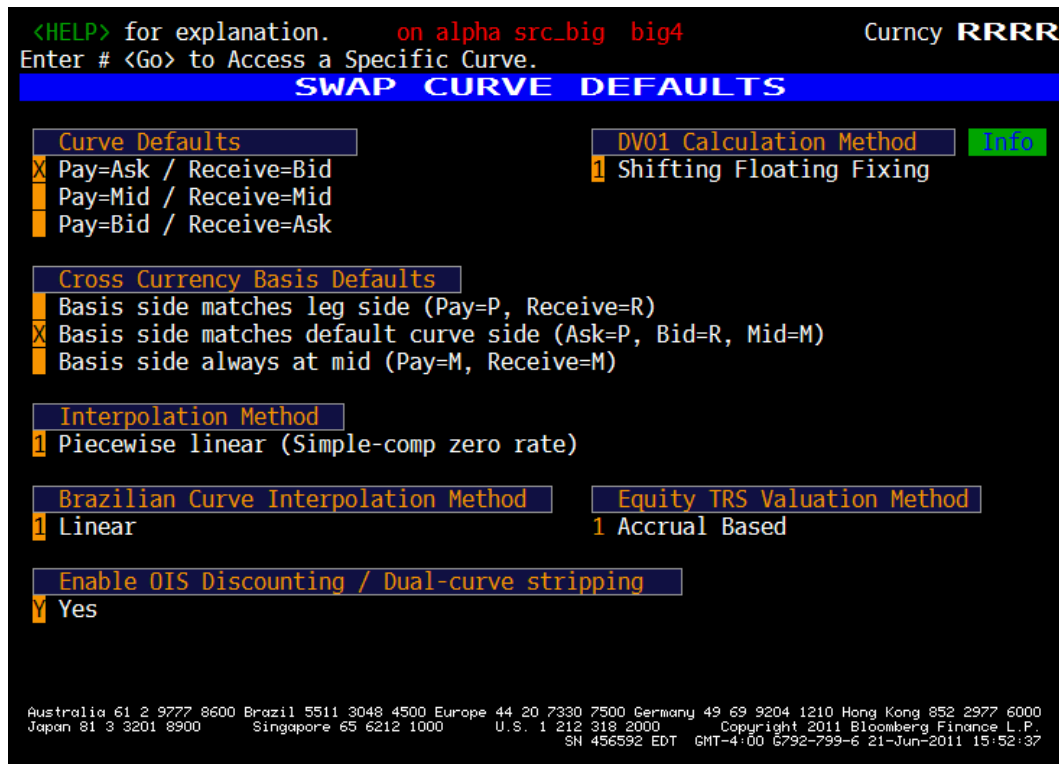 <HELP> for explanation. on alpha src_big big4 Curncy RRRR
Enter # <Go> to Access a Specific Curve.
SWAP CURVE DEFAULTS
Curve Defaults
DV01 Calculation Method Info
X Pay=Ask / Receive=Bid
1 Shifting Floating Fixing
Pay=Mid / Receive=Mid
Pay=Bid / Receive=Ask
Cross Currency Basis Defaults
Basis side matches leg side (Pay=P, Receive=R)
X Basis side matches default curve side (Ask=P, Bid=R, Mid=M)
Basis side always at mid (Pay=M, Receive=M)
Interpolation Method
1 Piecewise linear (Simple-comp zero rate)
Brazilian Curve Interpolation Method
Equity TRS Valuation Method
1 Linear
1 Accrual Based
Enable OIS Discounting / Dual-curve stripping
Y Yes
Australia 61 2 9777 8600 Brazil 5511 3048 4500 Europe 44 20 7330 7500 Germany 49 69 9204 1210 Hong Kong 852 2977 6000
Japan 81 3 3201 8900 Singapore 65 6212 1000 U.S. 1 212 318 2000 Copyright 2011 Bloomberg Finance L.P.
SN 456592 EDT GMT-4:00 G792-799-6 21-Jun-2011 15:52:37